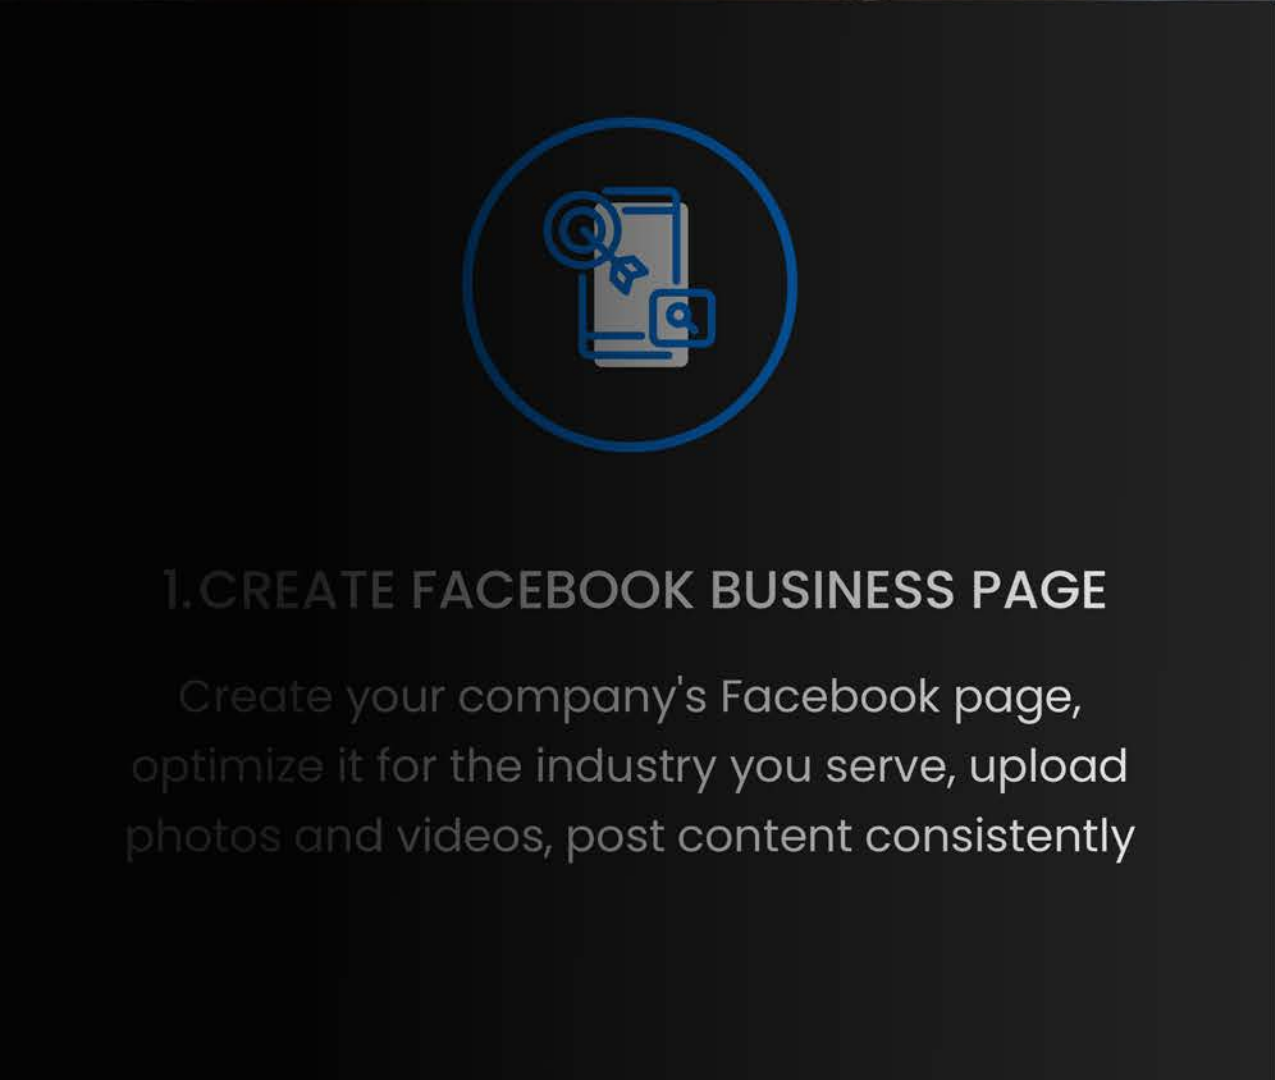 1. CREATE FACEBOOK BUSINESS PAGE
Create your company's Facebook page,
optimize it for the industry you serve, upload
photos and videos, post content consistently